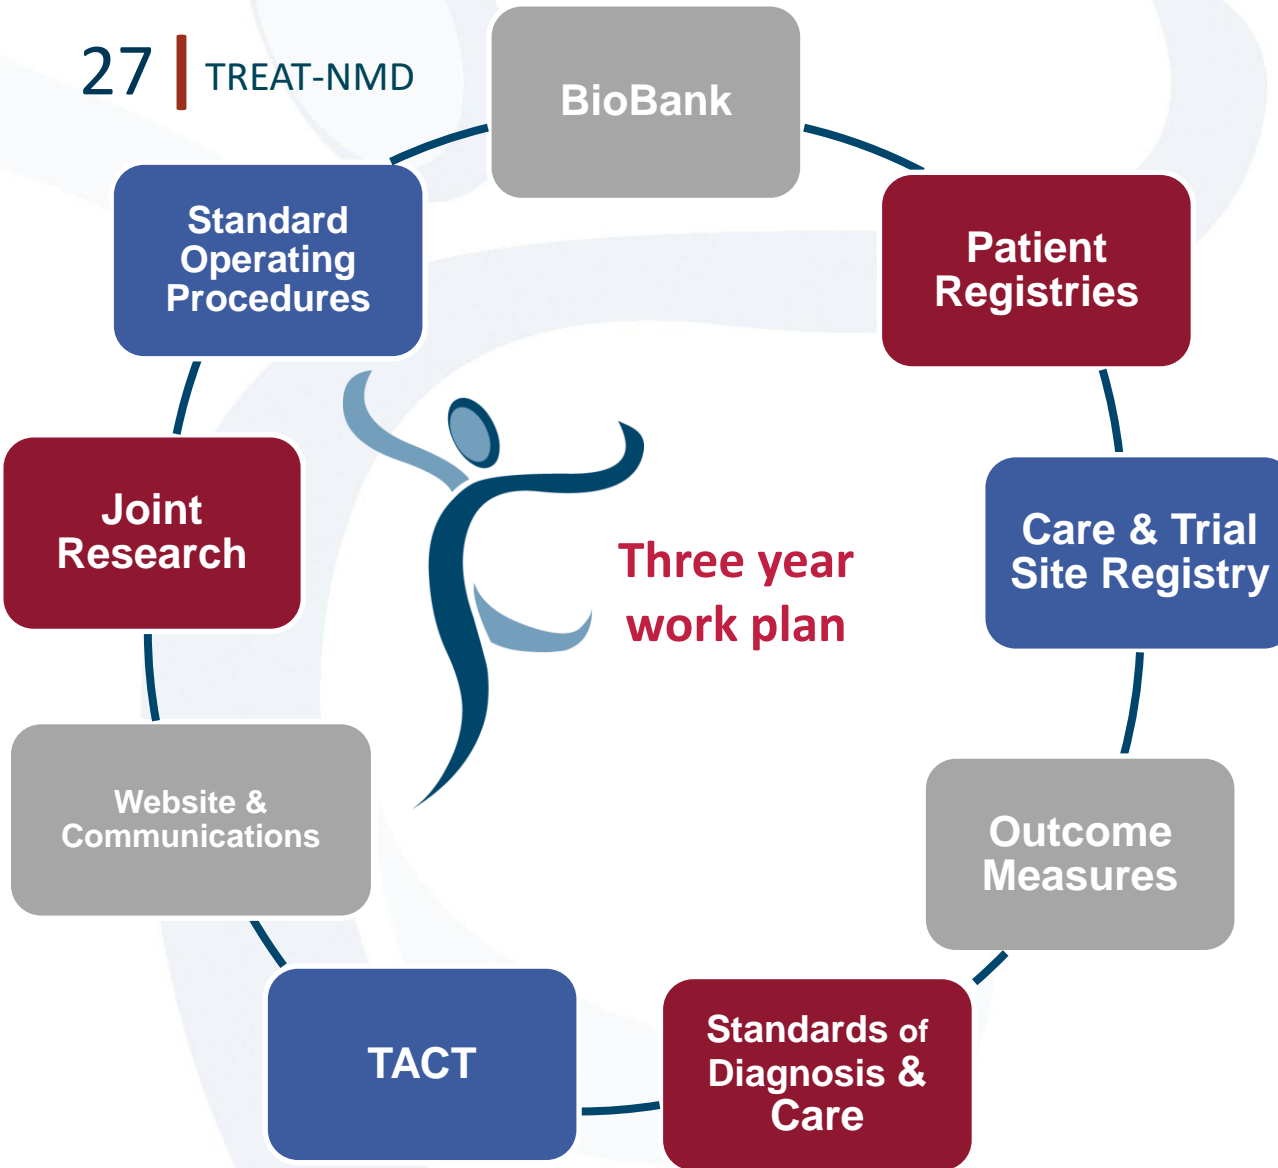 27 TREAT-NMD
BioBank
Patient
Registries
Care & Trial
Site Registry
Outcome
Measures
Standards of
Diagnosis &
Care
TACT
Website &
Communications
Joint
Research
Standard
Operating
Procedures
Three year
work plan